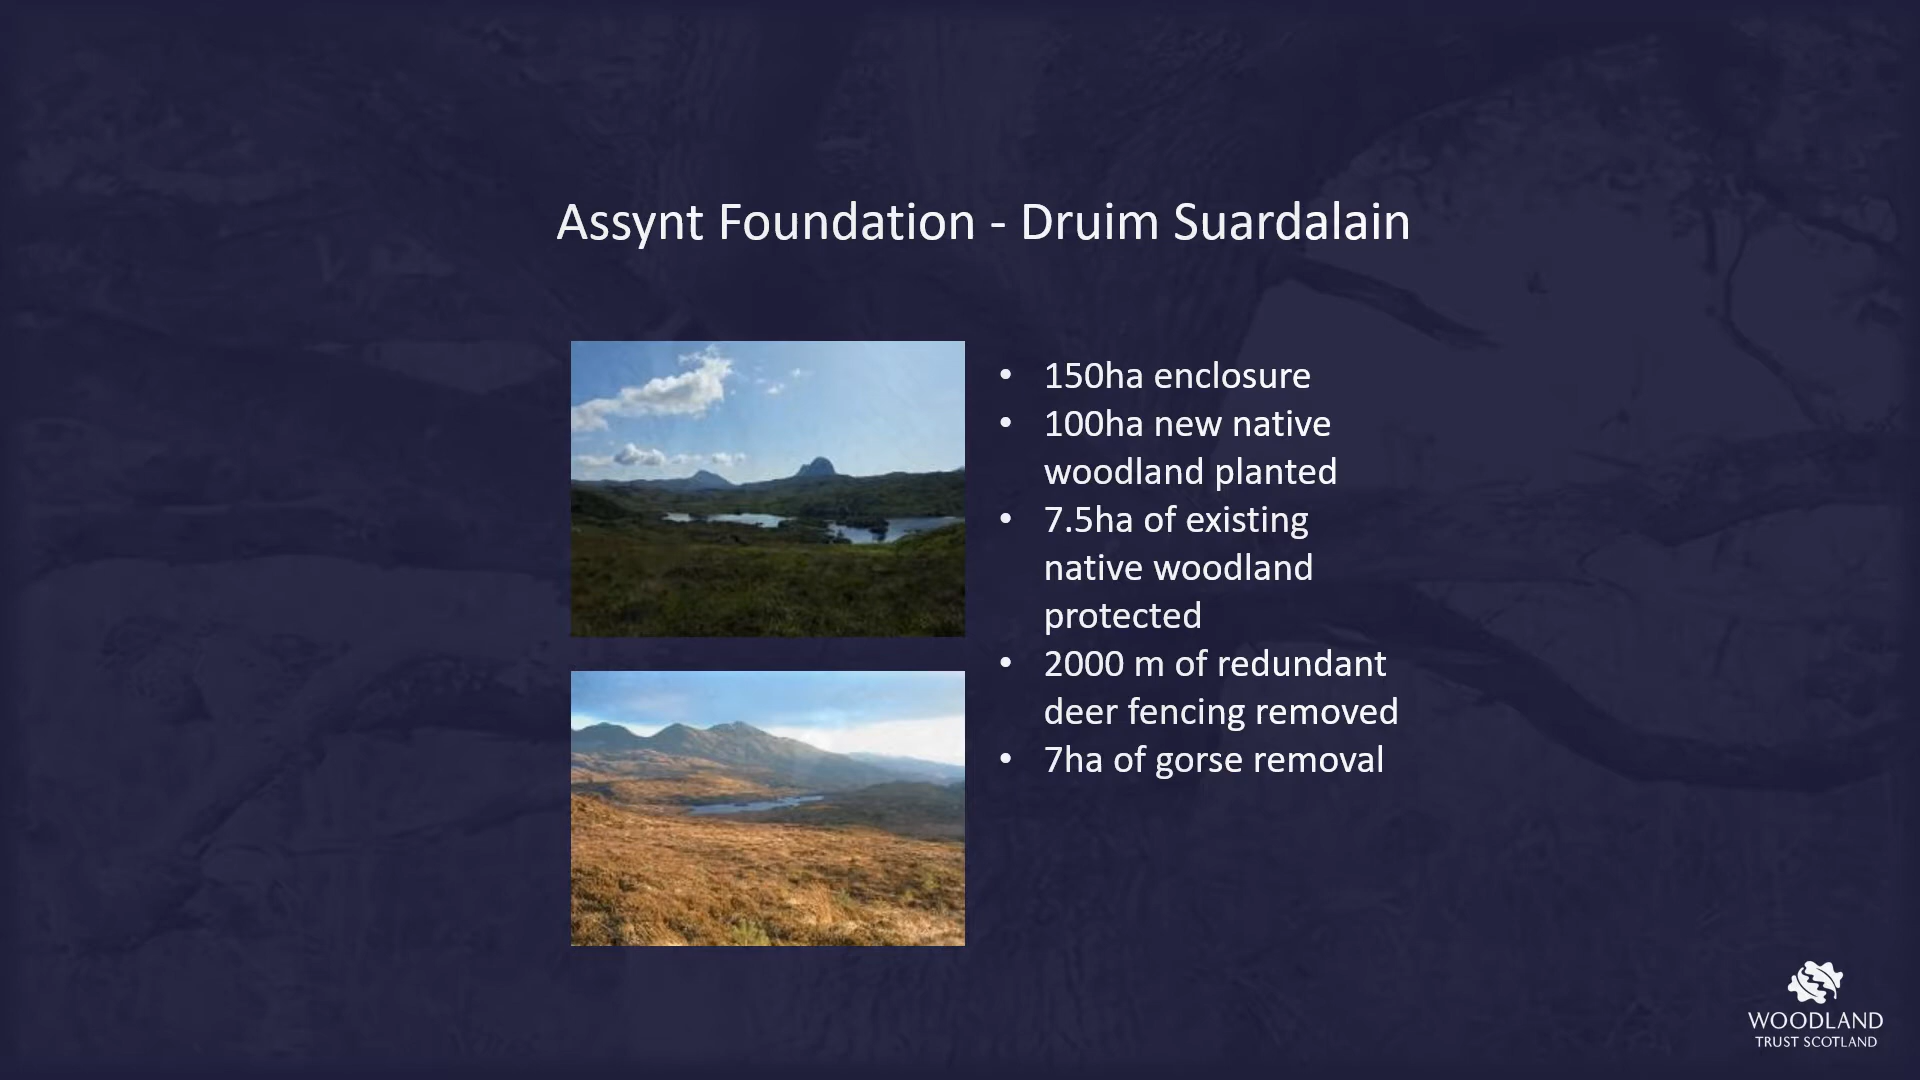 Assynt Foundation - Druim Suardalain
• 150ha enclosure
• 100ha new native
woodland planted
• 7.5ha of existing
native woodland
protected
• 2000 m of redundant
deer fencing removed
• 7ha of gorse removal
WOODLAND
TRUST SCOTLAND